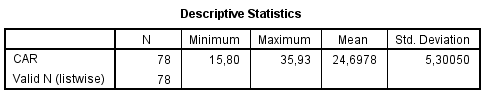 Descriptive Statistics
N Minimum Maximum Mean Std. Deviation
CAR 78 15,80 35,93 24,6978 5,30050
Valid N (listwise) 78